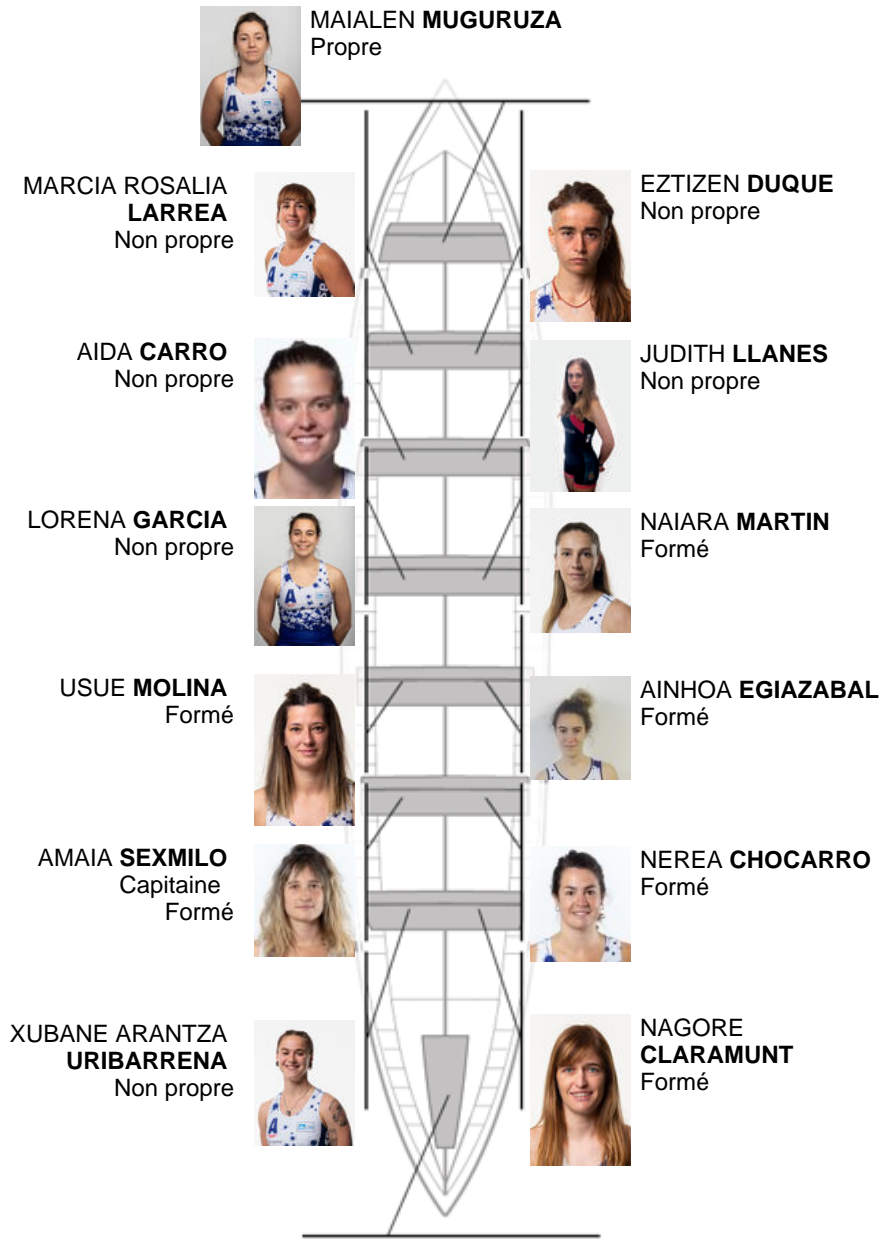 MAIALEN MUGURUZA
Propre
MARCIA ROSALIA
LARREA
Non propre
EZTIZEN DUQUE
Non propre
AIDA CARRO
Non propre
JUDITH LLANES
Non propre
LORENA GARCIA
Non propre
NAIARA MARTIN
Formé
USUE MOLINA
Formé
AINHOA EGIAZABAL
Formé
AMAIA SEXMILO
Capitaine
Formé
NEREA CHOCARRO
Formé
XUBANE ARANTZA
URIBARRENA
Non propre
NAGORE
CLARAMUNT
Formé